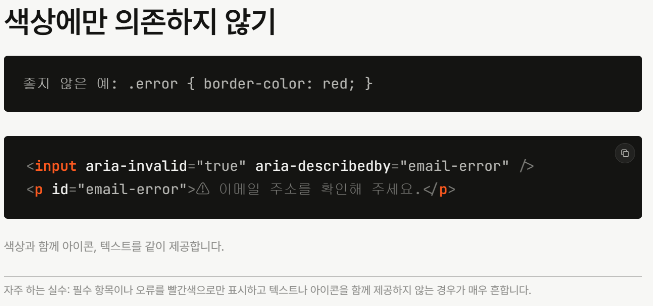 색상에만 의존하지 않기
좋지 않은 예: .error { border-color: red; }
<input aria-invalid="true" aria-describedby="email-error" />
<p id="email-error">⚠ 이메일 주소를 확인해 주세요.</p>
색상과 함께 아이콘, 텍스트를 같이 제공합니다.
자주 하는 실수: 필수 항목이나 오류를 빨간색으로만 표시하고 텍스트나 아이콘을 함께 제공하지 않는 경우가 매우 흔합니다.